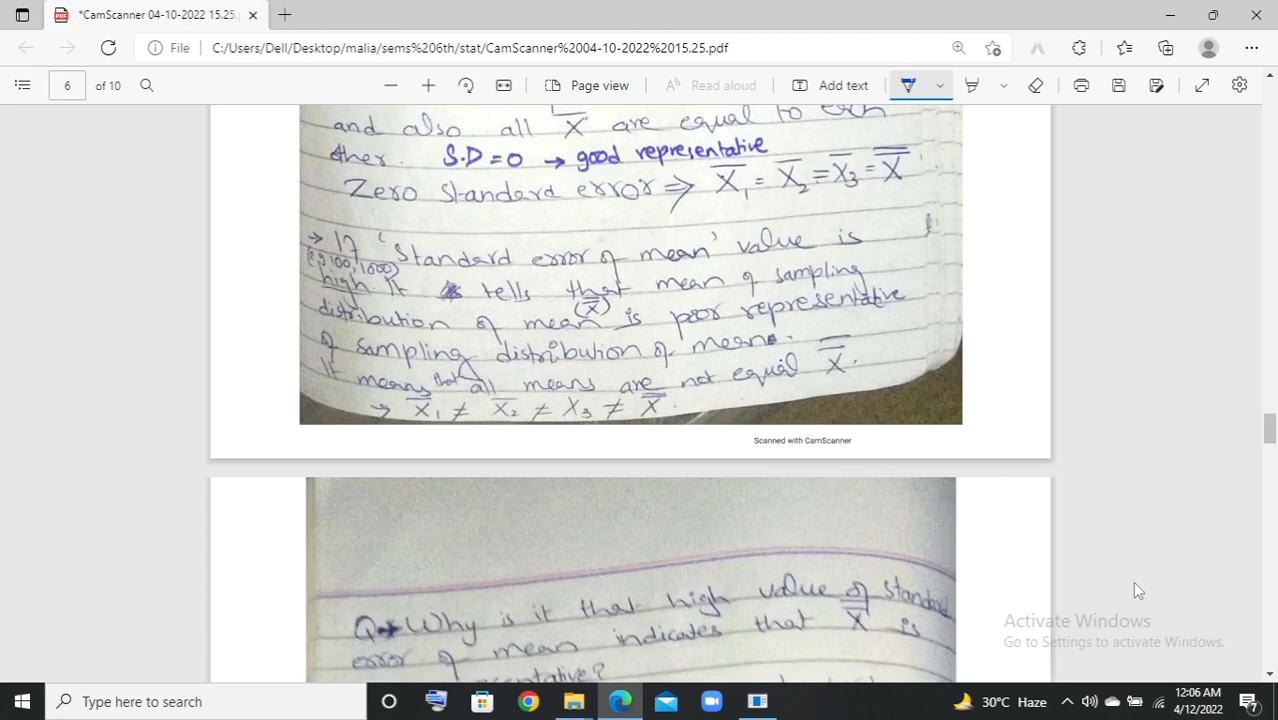 *CamScanner 04-10-2022 15.25.
File
C:/Users/Dell/Desktop/malia/sems%206th/stat/CamScanner%2004-10-2022%2015.25.pdf
6 of 10
Page view
Read aloud
Add text
and also all X̄ are equal to each
other. S.D = 0 → good representative
Zero standard error ⇒ X̄₁ = X̄₂ = X̄₃ = X̿
→ If 'Standard error of mean' value is
(eg 100, 1000)
high it tells that mean of sampling
(X̿)
distribution of mean is poor representative
of sampling distribution of mean.
It means that all means are not equal X̿.
→ X̄₁ ≠ X̄₂ ≠ X₃ ≠ X̿.
Scanned with CamScanner
Q→ Why is it that high value of standard
error of mean indicates that X̿ is
Activate Windows
Go to Settings to activate Windows.
Type here to search
30°C Haze
12:06 AM
4/12/2022
7